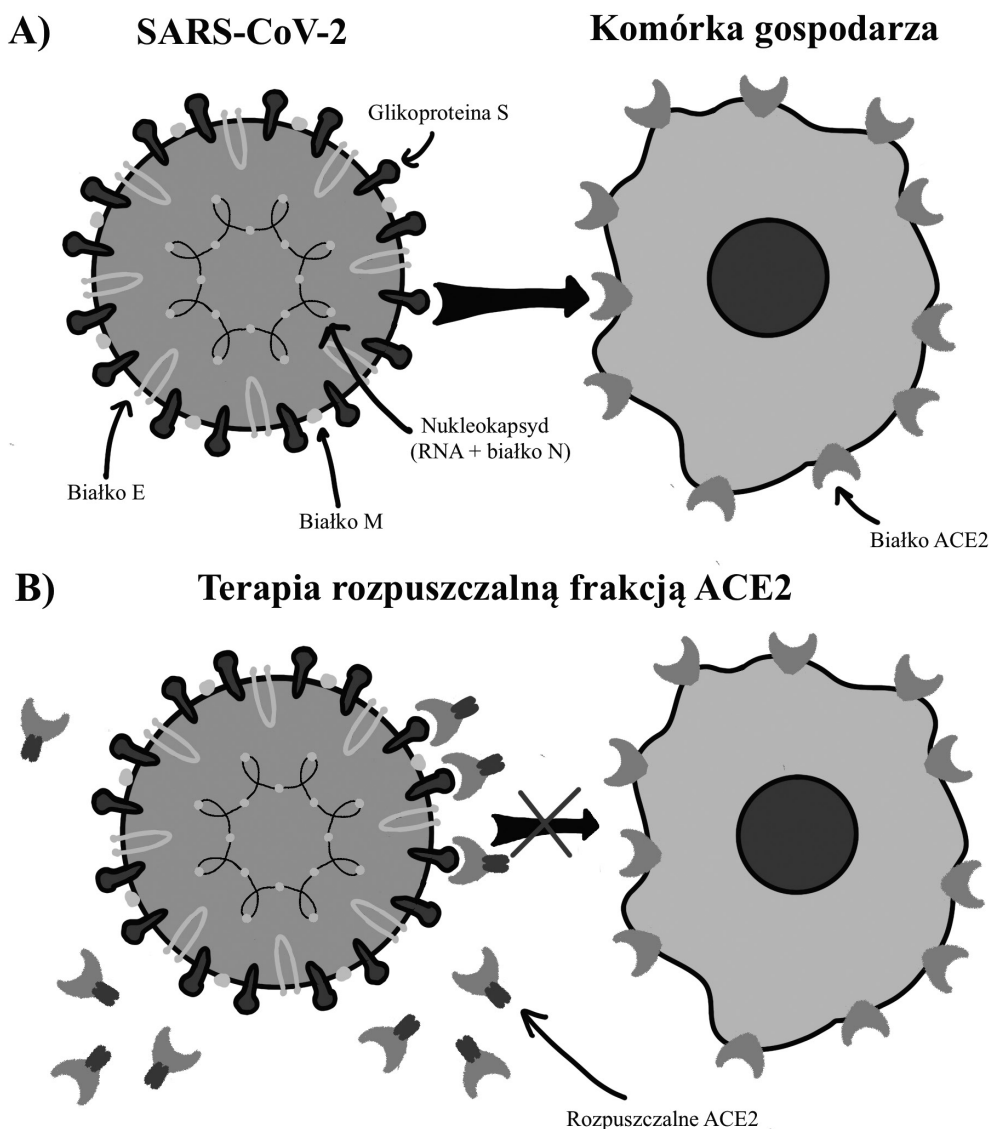 A)
SARS-CoV-2
Komórka gospodarza
Glikoproteina S
Nukleokapsyd
(RNA + białko N)
Białko E
Białko M
Białko ACE2
B)
Terapia rozpuszczalną frakcją ACE2
Rozpuszczalne ACE2